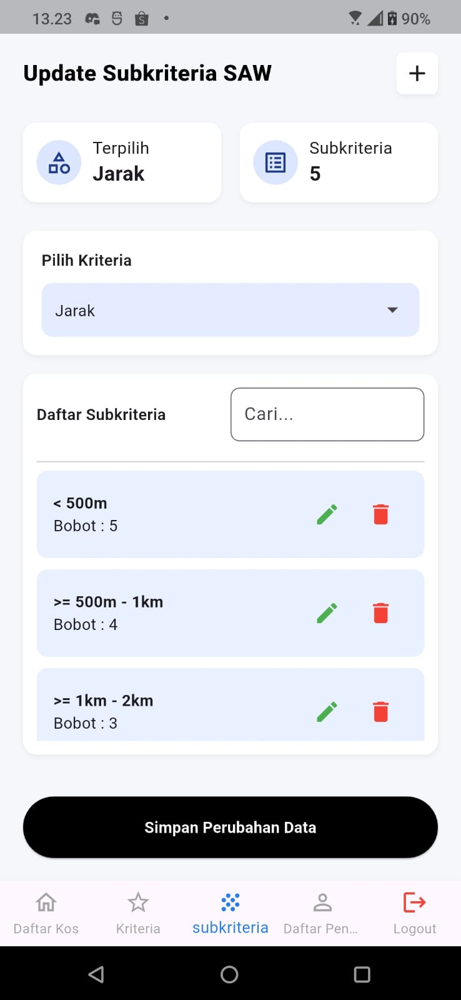 13.23
90%
Update Subkriteria SAW
Terpilih
Jarak
Subkriteria
5
Pilih Kriteria
Jarak
Daftar Subkriteria
Cari...
< 500m
Bobot : 5
>= 500m - 1km
Bobot : 4
>= 1km - 2km
Bobot : 3
Simpan Perubahan Data
Daftar Kos
Kriteria
subkriteria
Daftar Pen...
Logout